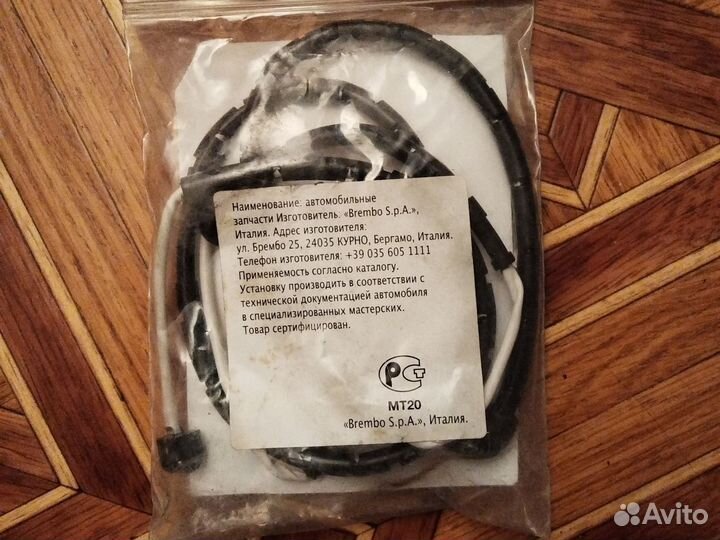 Наименование: автомобильные
запчасти Изготовитель. «Brembo S.p.A.»,
Италия. Адрес изготовителя:
ул. Брембо 25, 24035 КУРНО, Бергамо, Италия.
Телефон изготовителя: +39 035 605 1111
Применяемость согласно каталогу.
Установку производить в соответствии с
технической документацией автомобиля
в специализированных мастерских.
Товар сертифицирован.
РСТ
МТ20
«Brembo S.p.A.», Италия.
Avito